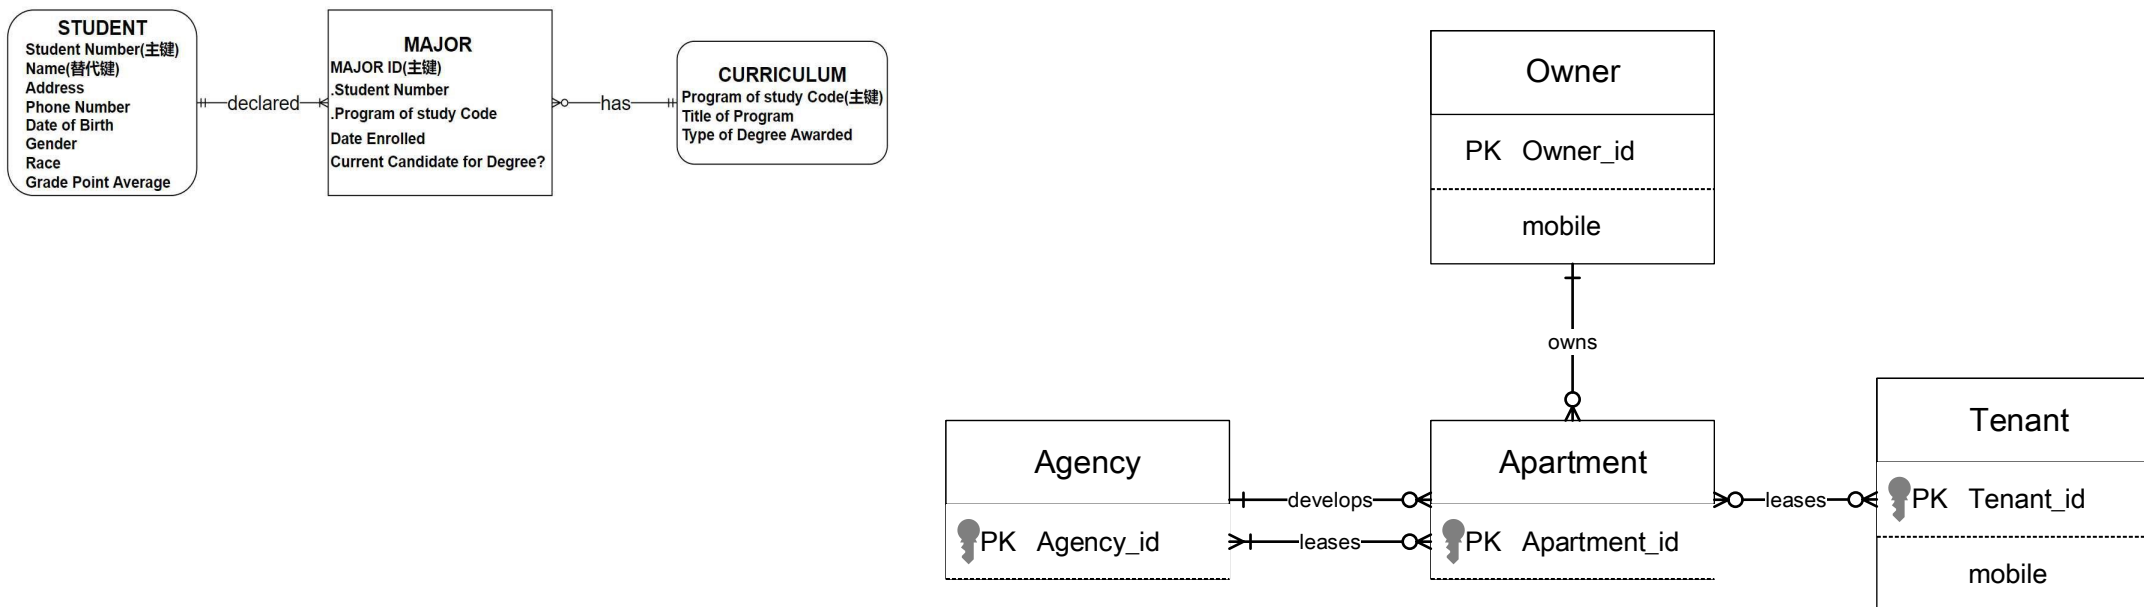 STUDENT
Student Number(主键)
Name(替代键)
Address
Phone Number
Date of Birth
Gender
Race
Grade Point Average
declared
MAJOR
MAJOR ID(主键)
.Student Number
.Program of study Code
Date Enrolled
Current Candidate for Degree?
has
CURRICULUM
Program of study Code(主键)
Title of Program
Type of Degree Awarded
Owner
PK Owner_id
mobile
owns
Agency
PK Agency_id
develops
leases
Apartment
PK Apartment_id
leases
Tenant
PK Tenant_id
mobile